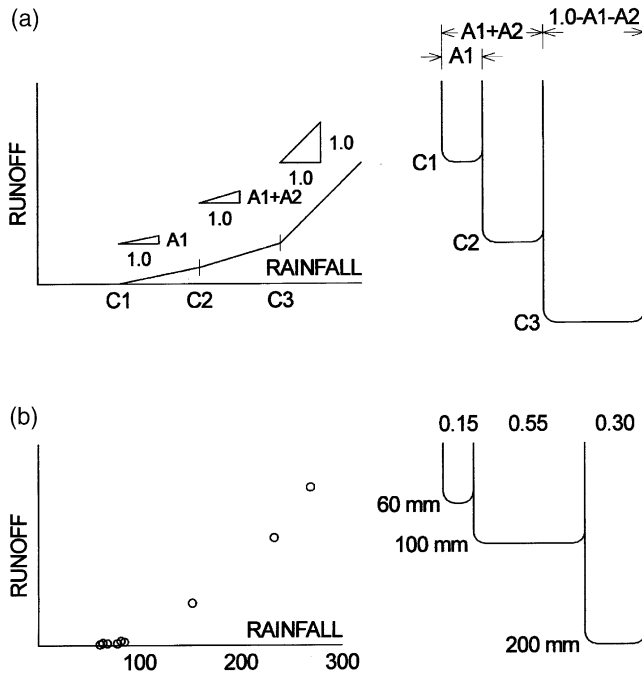 (a)
A1+A2
1.0-A1-A2
A1
RUNOFF
1.0
1.0
A1+A2
1.0
A1
1.0
RAINFALL
C1
C2
C3
C1
C2
C3
(b)
RUNOFF
RAINFALL
100
200
300
0.15
0.55
0.30
60 mm
100 mm
200 mm